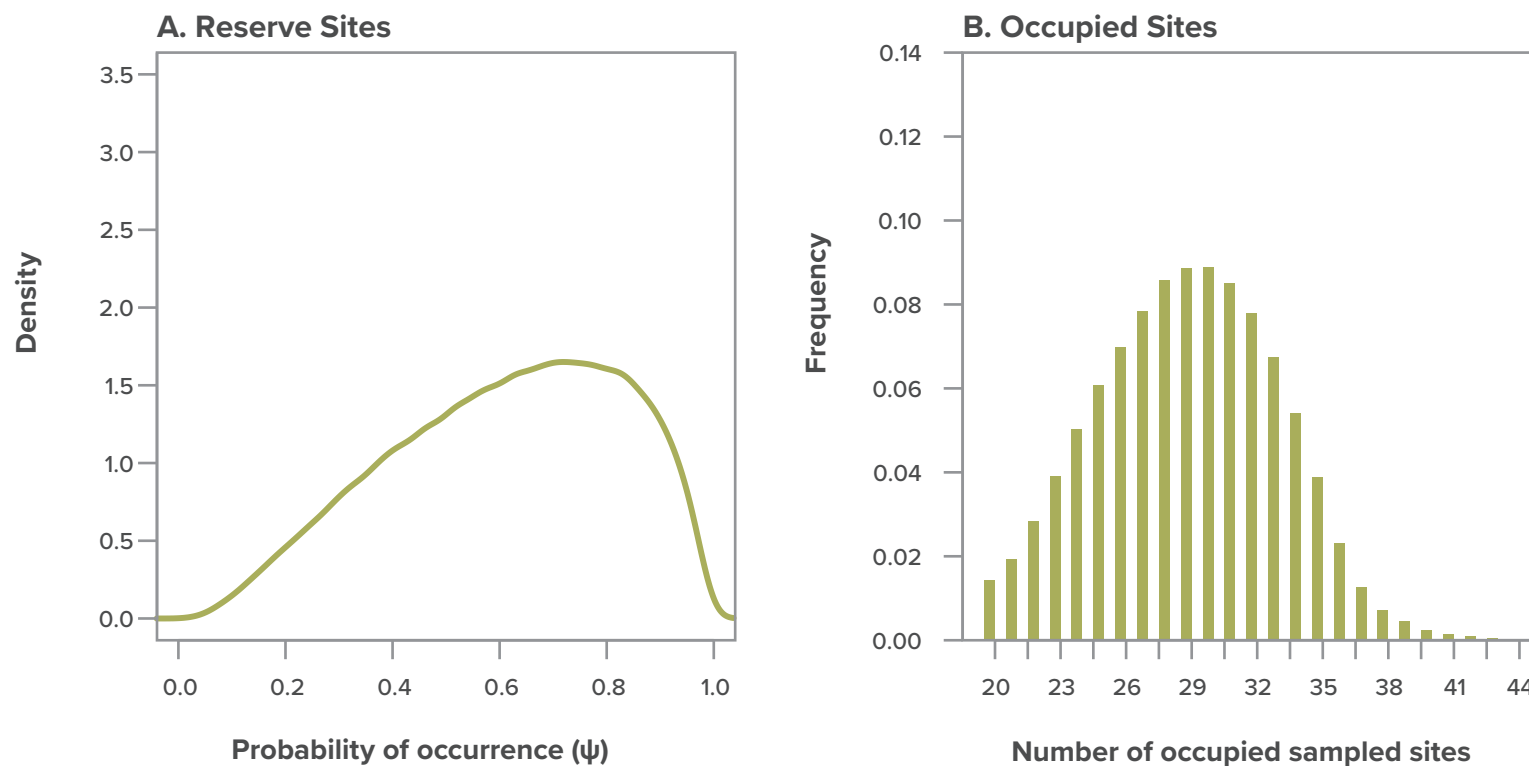 A. Reserve Sites
3.5
3.0
2.5
2.0
1.5
1.0
0.5
0.0
Density
0.0 0.2 0.4 0.6 0.8 1.0
Probability of occurrence (ψ)
B. Occupied Sites
0.14
0.12
0.10
0.08
0.06
0.04
0.02
0.00
Frequency
20 23 26 29 32 35 38 41 44
Number of occupied sampled sites